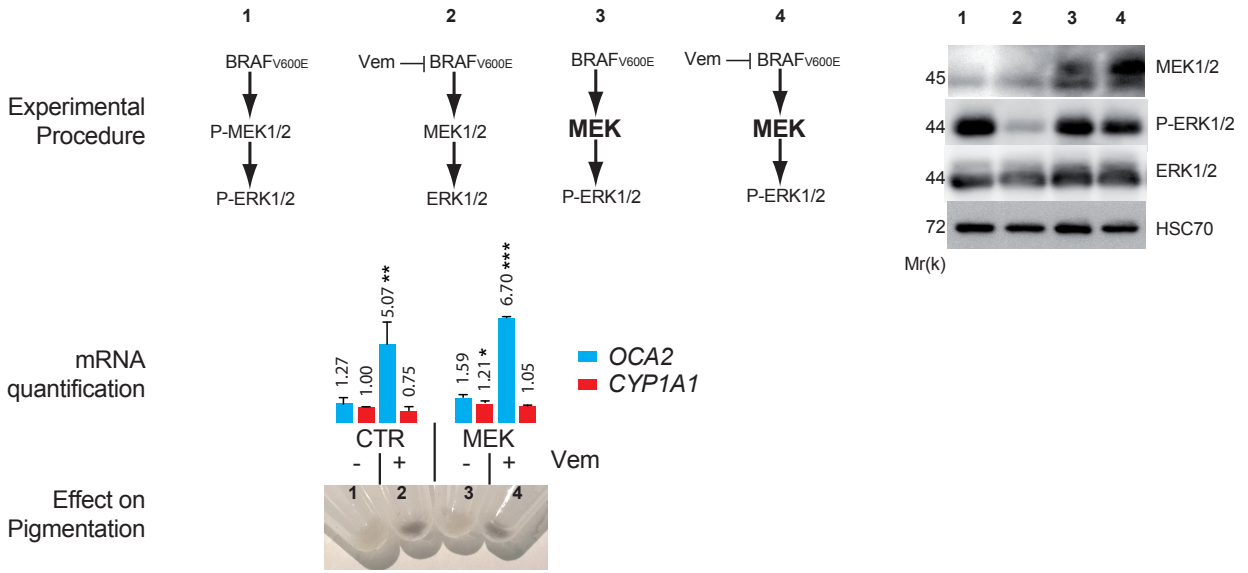 1 2 3 4
Experimental
Procedure
BRAFV600E Vem BRAFV600E BRAFV600E Vem BRAFV600E
P-MEK1/2 MEK1/2 MEK MEK
P-ERK1/2 ERK1/2 P-ERK1/2 P-ERK1/2
1 2 3 4
45 MEK1/2
44 P-ERK1/2
44 ERK1/2
72 HSC70
Mr(k)
mRNA
quantification
1.27 1.00 5.07 ** 0.75 1.59 1.21 * 6.70 *** 1.05
OCA2
CYP1A1
CTR MEK
- + - + Vem
Effect on
Pigmentation
1 2 3 4